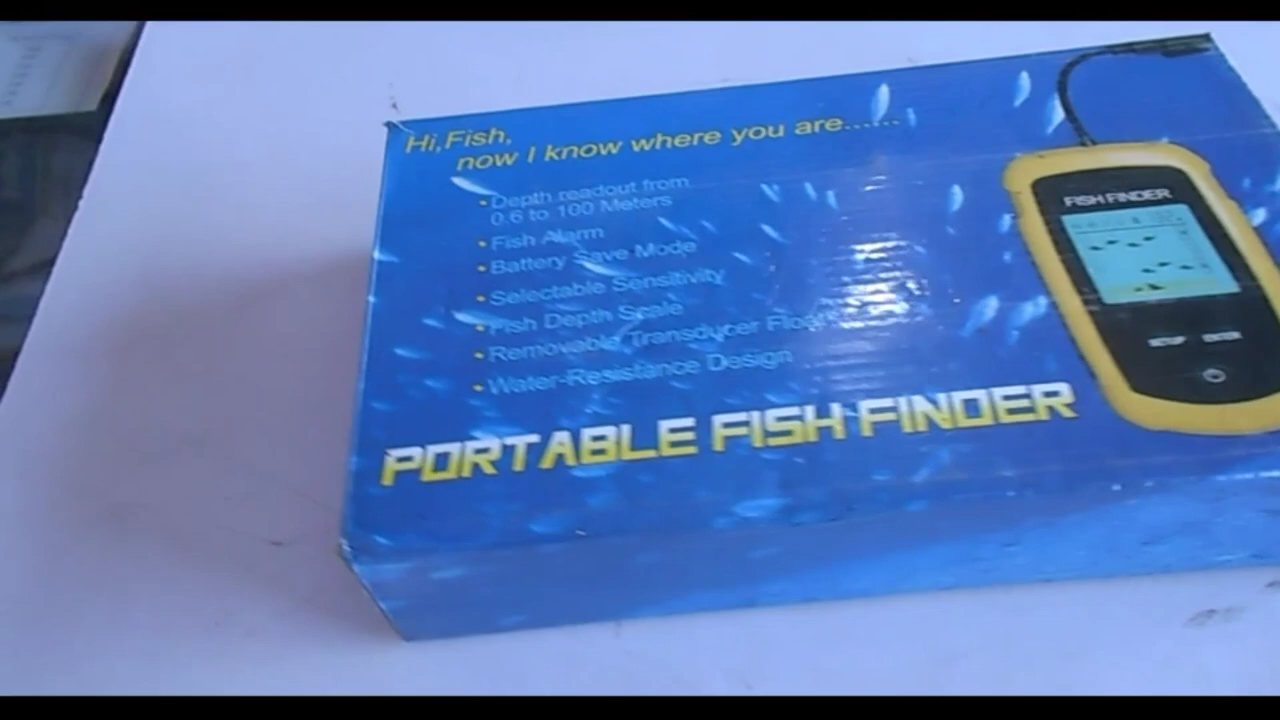 Hi,Fish,
now I know where you are......
•Depth readout from
0.6 to 100 Meters
•Fish Alarm
•Battery Save Mode
•Selectable Sensitivity
•Fish Depth Scale
•Removable Transducer Float
•Water-Resistance Design
PORTABLE FISH FINDER
FISH FINDER
SETUP ENTER